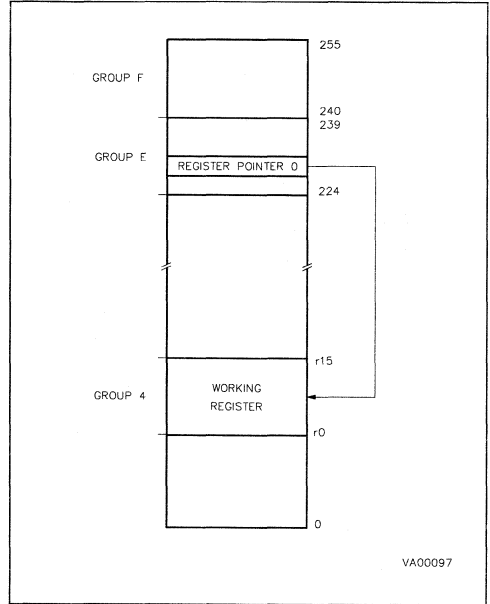 255
GROUP F
240
239
GROUP E
REGISTER POINTER 0
224
r15
GROUP 4
WORKING
REGISTER
r0
0
VA00097